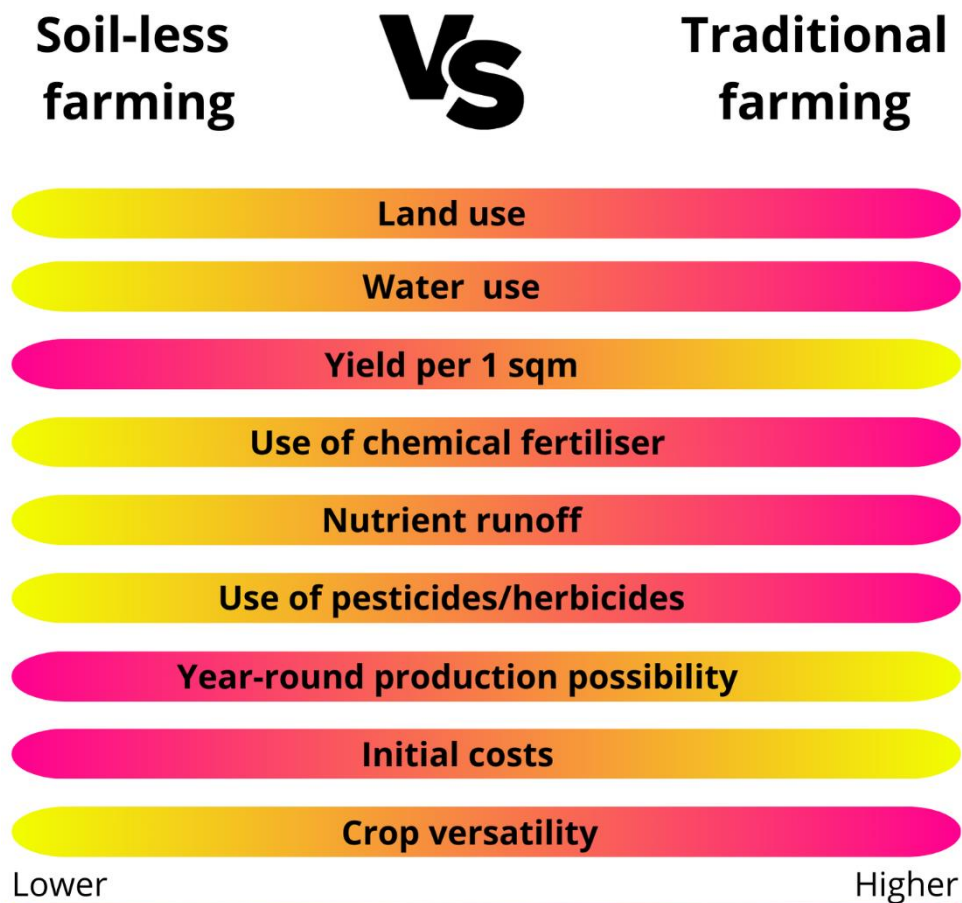 Soil-less
farming
VS
Traditional
farming
Land use
Water use
Yield per 1 sqm
Use of chemical fertiliser
Nutrient runoff
Use of pesticides/herbicides
Year-round production possibility
Initial costs
Crop versatility
Lower
Higher